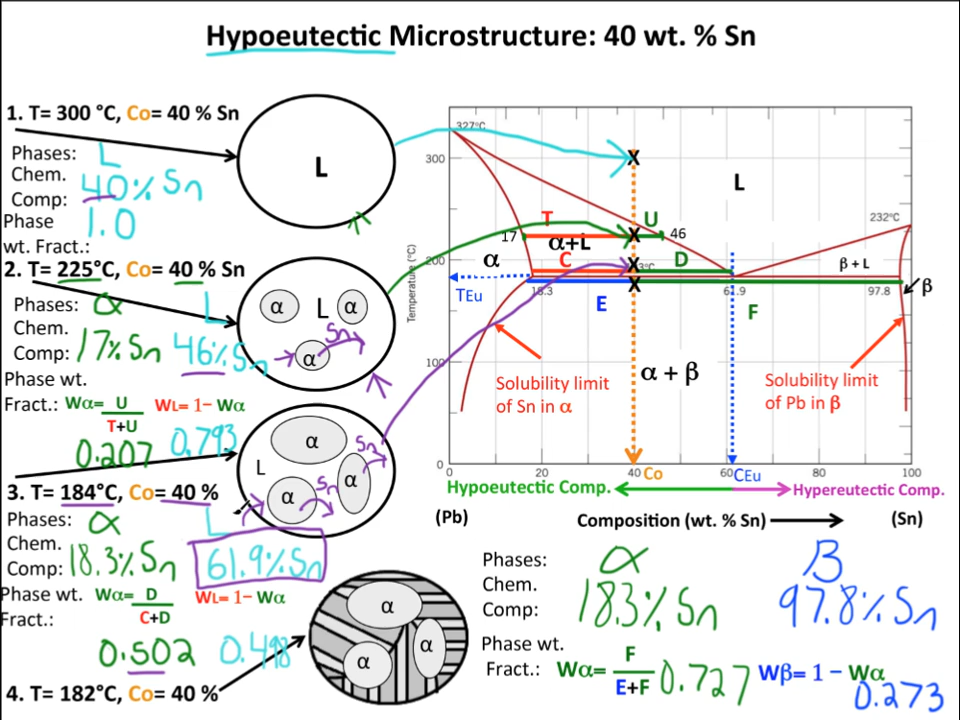 Hypoeutectic Microstructure: 40 wt. % Sn
1. T= 300 °C, Co= 40 % Sn
Phases: L
Chem.
Comp: 40% Sn
Phase 1.0
wt. Fract.:
L
2. T= 225°C, Co= 40 % Sn
Phases: α L
Chem.
Comp: 17% Sn 46% Sn
Phase wt.
Fract.: Wα= U WL= 1- Wα
T+U
0.207 0.793
α L α
Sn
α
3. T= 184°C, Co= 40 %
Phases: α L
Chem.
Comp: 18.3% Sn 61.9% Sn
Phase wt. Wα= D WL= 1- Wα
Fract.: C+D
0.502 0.498
α
L Sn
α Sn α
4. T= 182°C, Co= 40 %
α
α α
327°C
300
L
232°C
T U
17 46
α+L
200
α C D β + L
TEu 18.3 61.9 97.8 β
E F
Temperature (°C)
100
α + β
Solubility limit
of Sn in α
Solubility limit
of Pb in β
0
0 20 40 60 80 100
Co CEu
Hypoeutectic Comp. Hypereutectic Comp.
(Pb) Composition (wt. % Sn) (Sn)
Phases: α β
Chem.
Comp: 18.3% Sn 97.8% Sn
Phase wt.
Fract.: Wα= F 0.727 Wβ= 1 - Wα
E+F 0.273